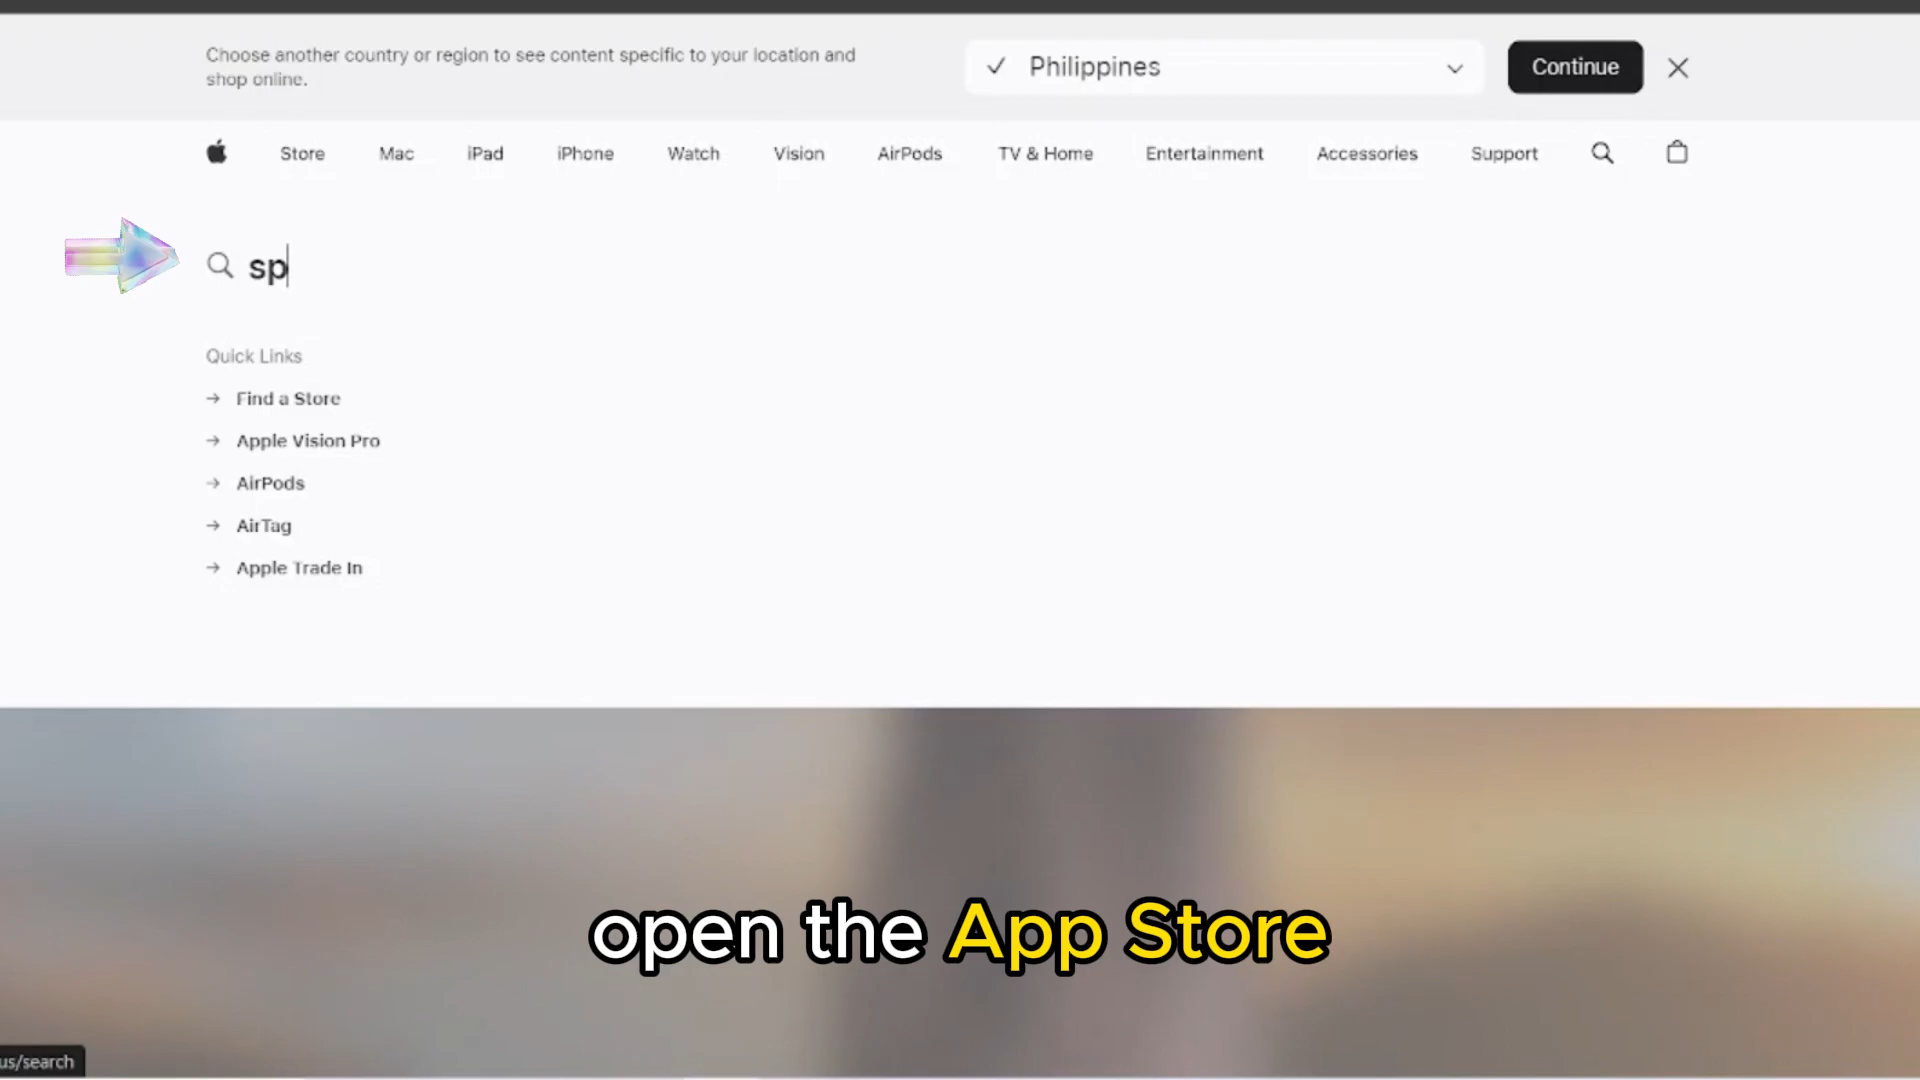 Choose another country or region to see content specific to your location and
shop online.
Philippines
Continue
Store
Mac
iPad
iPhone
Watch
Vision
AirPods
TV & Home
Entertainment
Accessories
Support
sp
Quick Links
Find a Store
Apple Vision Pro
AirPods
AirTag
Apple Trade In
open the App Store
us/search